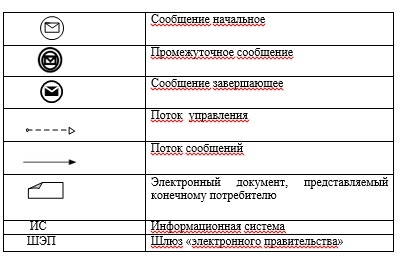 Сообщение начальное
Промежуточное сообщение
Сообщение завершающее
Поток управления
Поток сообщений
Электронный документ, представляемый
конечному потребителю
ИС Информационная система
ШЭП Шлюз «электронного правительства»